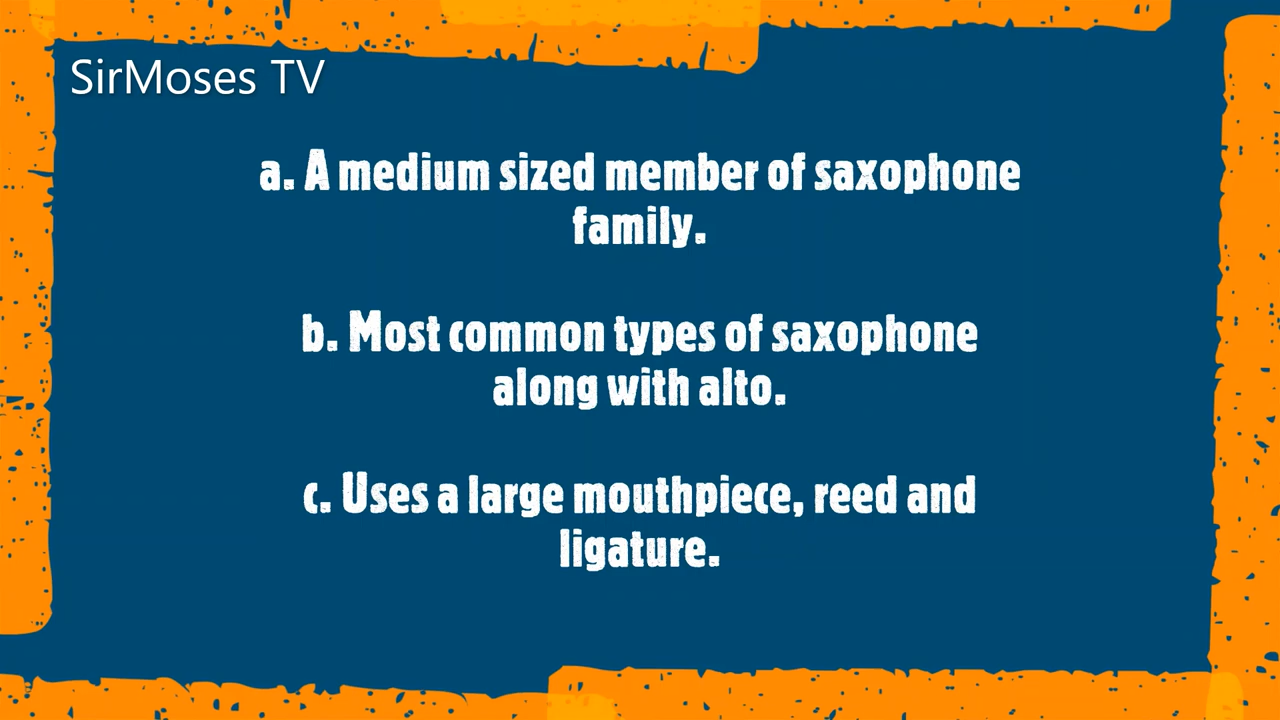 SirMoses TV
a. A medium sized member of saxophone
family.
b. Most common types of saxophone
along with alto.
c. Uses a large mouthpiece, reed and
ligature.